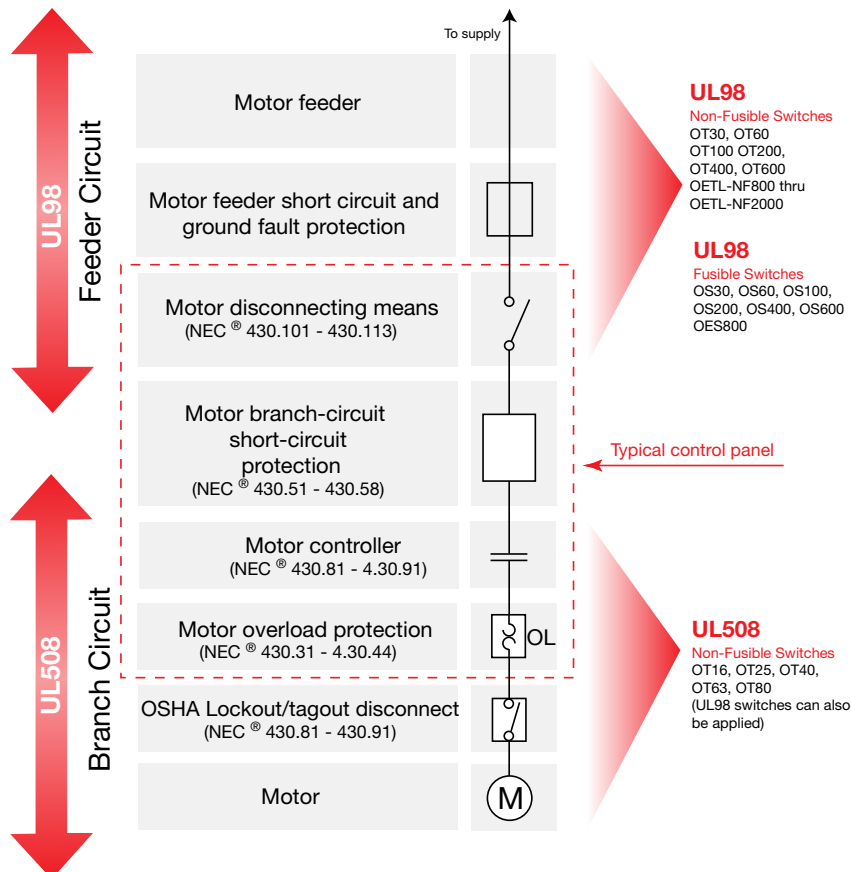 To supply
UL98
Feeder Circuit
Motor feeder
Motor feeder short circuit and
ground fault protection
Motor disconnecting means
(NEC ® 430.101 - 430.113)
Motor branch-circuit
short-circuit
protection
(NEC ® 430.51 - 430.58)
UL508
Branch Circuit
Motor controller
(NEC ® 430.81 - 4.30.91)
Motor overload protection
(NEC ® 430.31 - 4.30.44)
OL
OSHA Lockout/tagout disconnect
(NEC ® 430.81 - 430.91)
Motor
M
UL98
Non-Fusible Switches
OT30, OT60
OT100 OT200,
OT400, OT600
OETL-NF800 thru
OETL-NF2000
UL98
Fusible Switches
OS30, OS60, OS100,
OS200, OS400, OS600
OES800
Typical control panel
UL508
Non-Fusible Switches
OT16, OT25, OT40,
OT63, OT80
(UL98 switches can also
be applied)